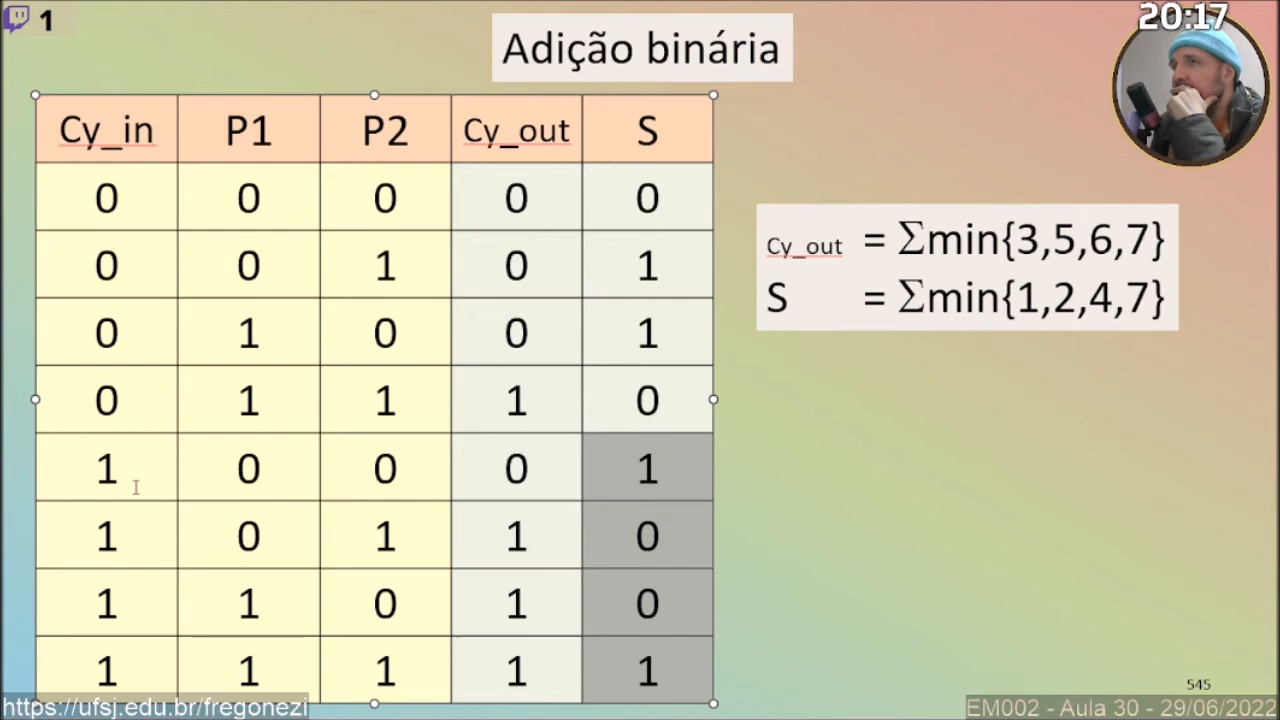 1
20:17
Adição binária
Cy_in P1 P2 Cy_out S
0 0 0 0 0
0 0 1 0 1
0 1 0 0 1
0 1 1 1 0
1 0 0 0 1
1 0 1 1 0
1 1 0 1 0
1 1 1 1 1
Cy_out = Σmin{3,5,6,7}
S = Σmin{1,2,4,7}
545
https://ufsj.edu.br/fregonezi
EM002 - Aula 30 - 29/06/2022